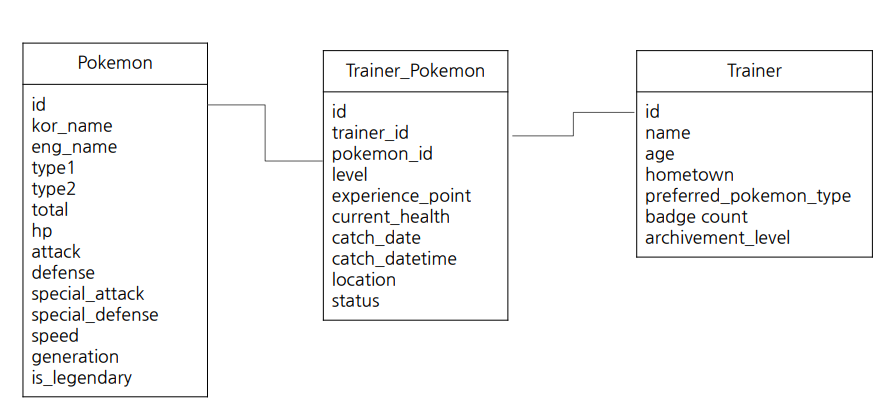 Pokemon
id
kor_name
eng_name
type1
type2
total
hp
attack
defense
special_attack
special_defense
speed
generation
is_legendary
Trainer_Pokemon
id
trainer_id
pokemon_id
level
experience_point
current_health
catch_date
catch_datetime
location
status
Trainer
id
name
age
hometown
preferred_pokemon_type
badge count
archivement_level